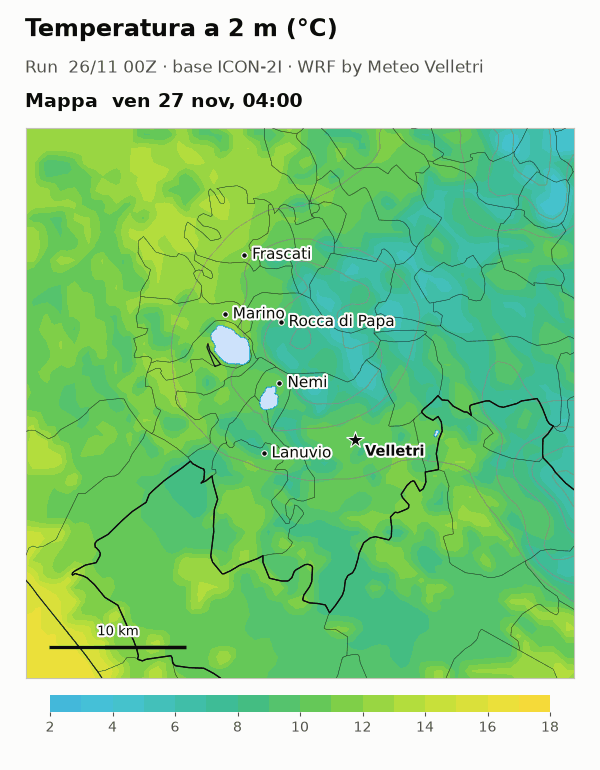 Temperatura a 2 m (°C)
Run  26/11 00Z · base ICON-2I · WRF by Meteo Velletri
Mappa  ven 27 nov, 04:00
Frascati
Marino
Rocca di Papa
Nemi
Lanuvio
Velletri
10 km
2 4 6 8 10 12 14 16 18